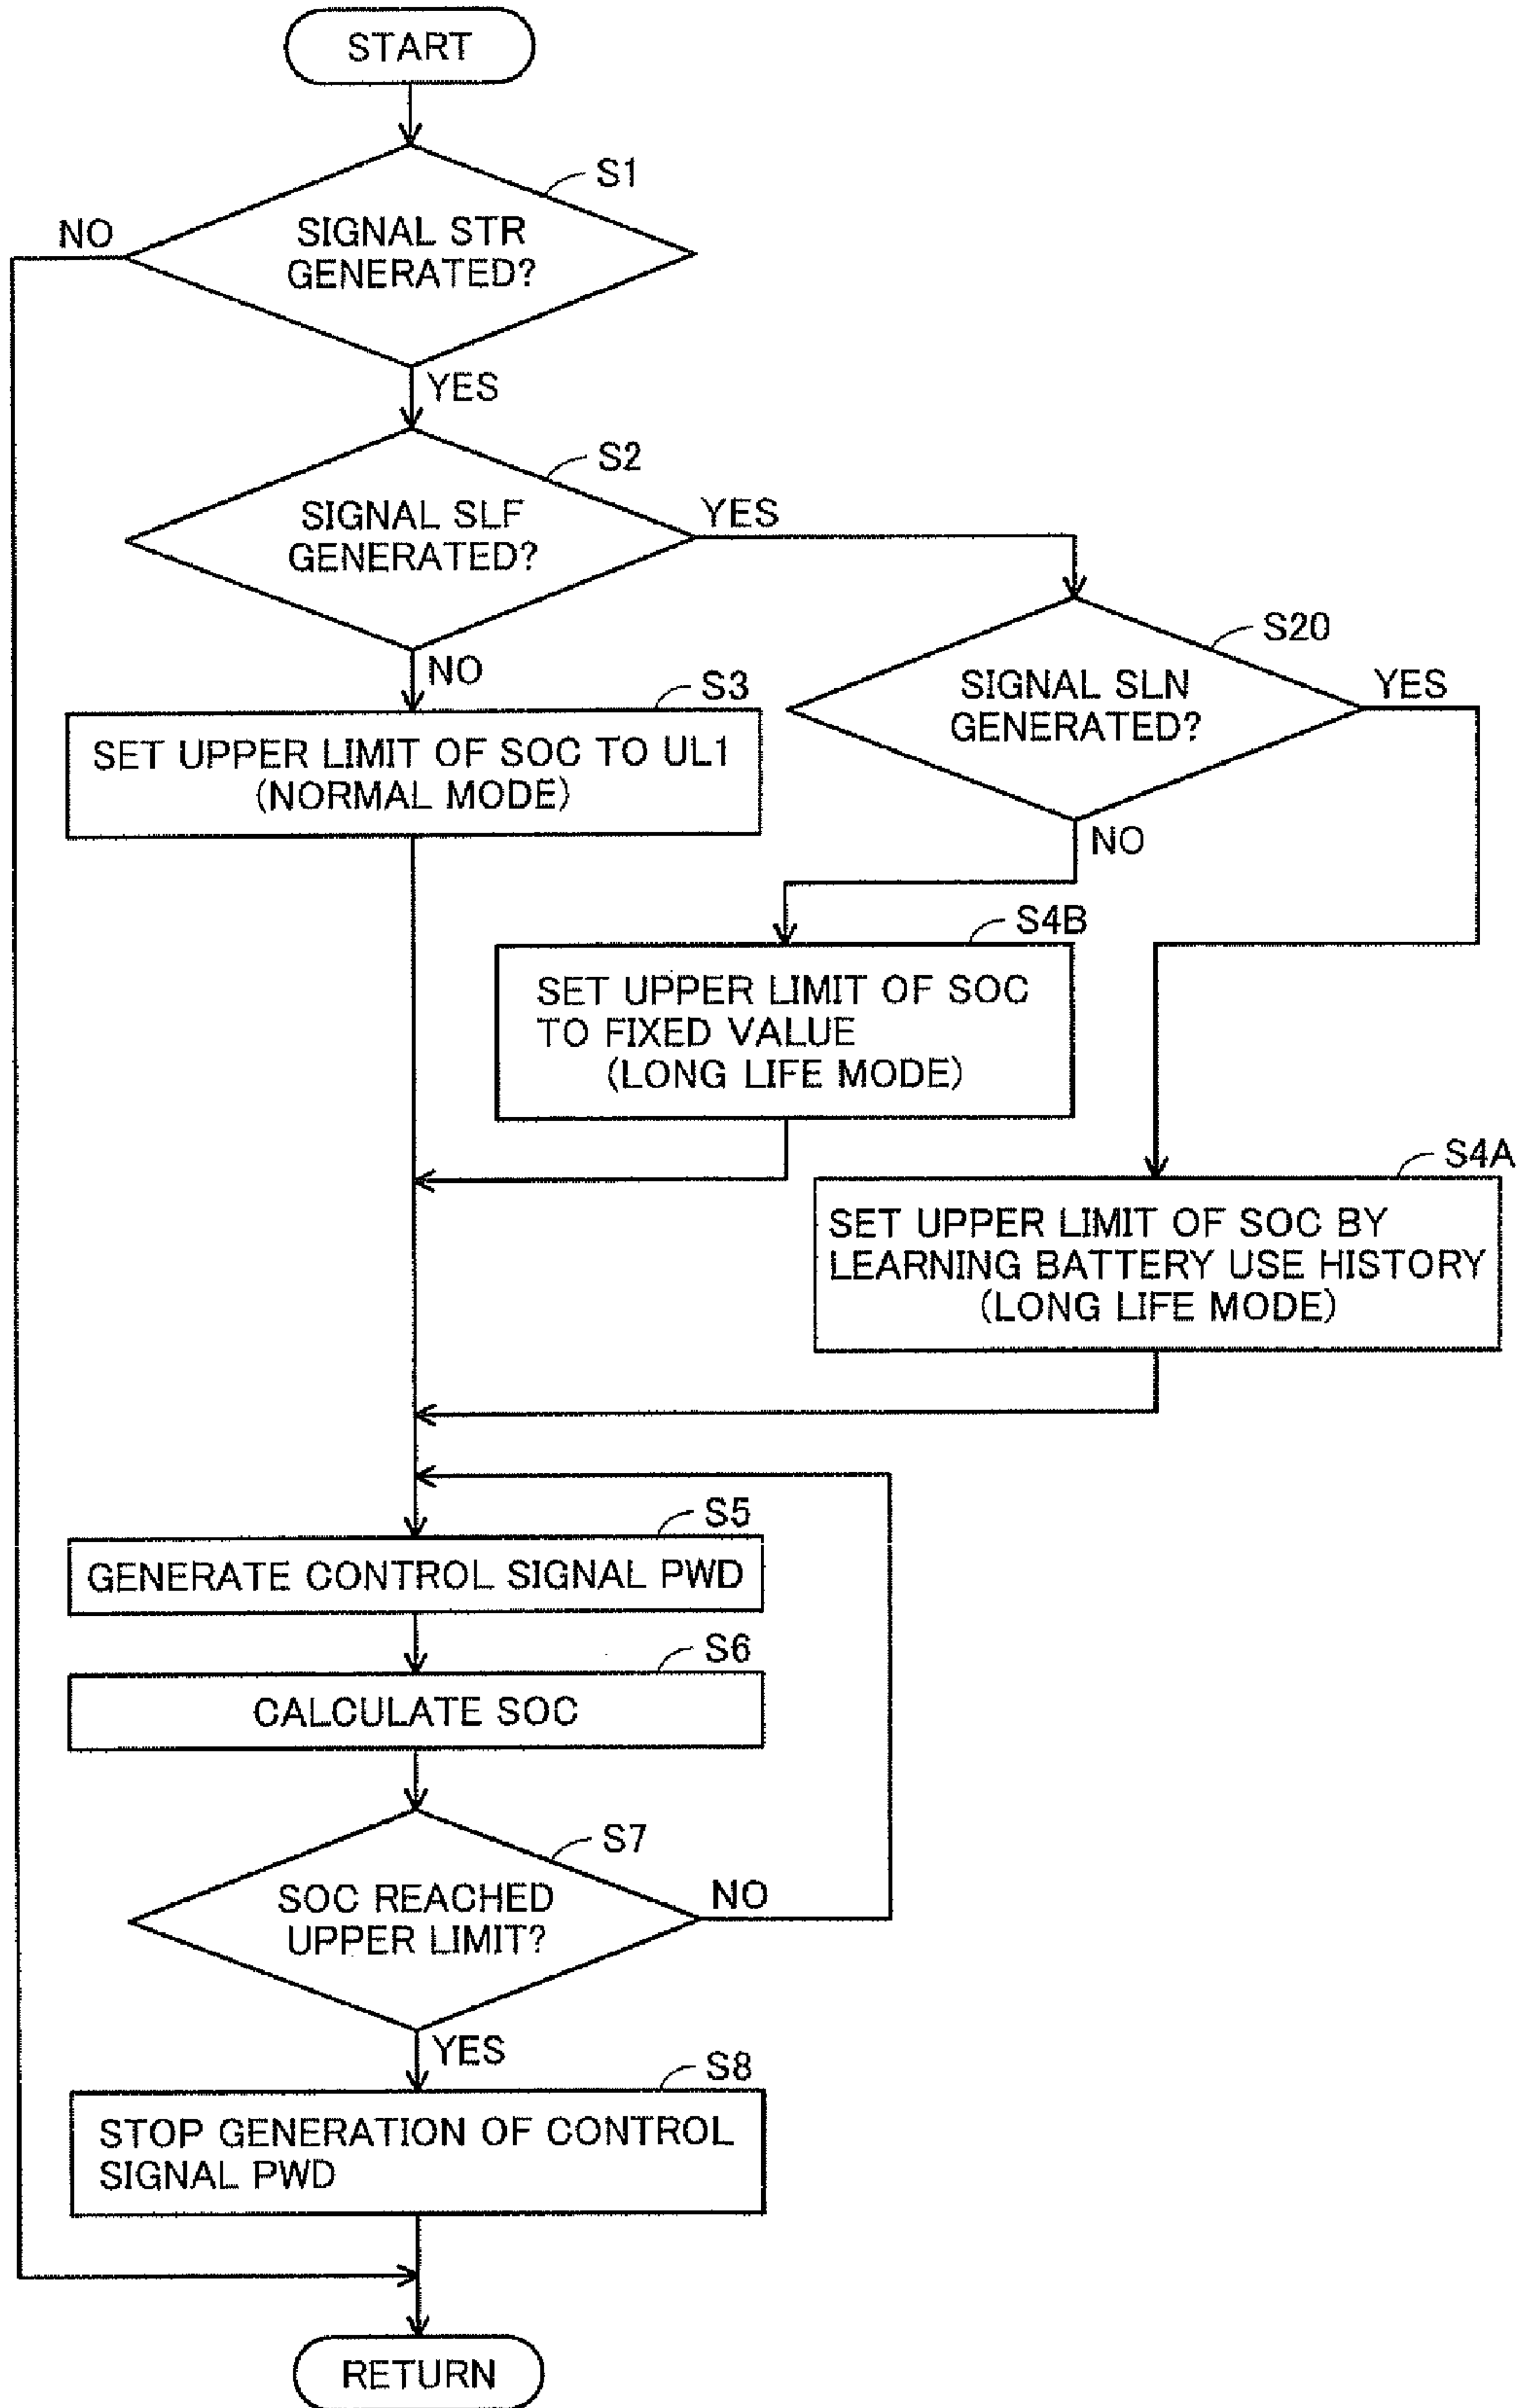 START
S1
NO
SIGNAL STR
GENERATED?
YES
S2
SIGNAL SLF
GENERATED?
YES
S20
NO
SIGNAL SLN
GENERATED?
YES
S3
SET UPPER LIMIT OF SOC TO UL1
(NORMAL MODE)
NO
S4B
SET UPPER LIMIT OF SOC
TO FIXED VALUE
(LONG LIFE MODE)
S4A
SET UPPER LIMIT OF SOC BY
LEARNING BATTERY USE HISTORY
(LONG LIFE MODE)
S5
GENERATE CONTROL SIGNAL PWD
S6
CALCULATE SOC
S7
SOC REACHED
UPPER LIMIT?
NO
YES
S8
STOP GENERATION OF CONTROL
SIGNAL PWD
RETURN